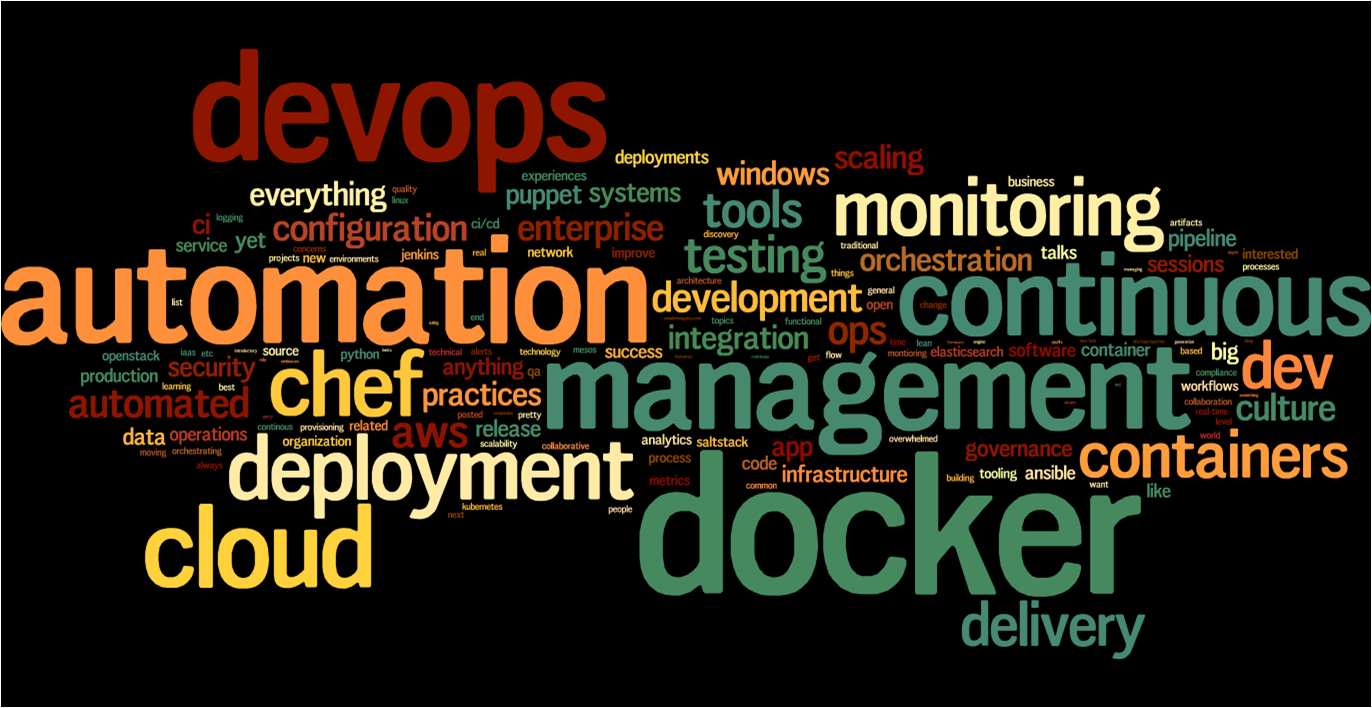 devops
deployments
scaling
experiences
windows
business
everything
quality
linux
puppet
systems
tools
monitoring
ci
logging
configuration
ci/cd
enterprise
discovery
artifacts
service
yet
testing
traditional
pipeline
concerns
projects
new
environments
jenkins
real
network
improve
orchestration
talks
interested
sessions
processes
managing
automation
list
architecture
things
development
general
open
change
continuous
end
topics
functional
integration
ops
time
lean
openstack
iaas
etc
introductory
source
python
technical
alerts
technology
mesos
success
get
flow
monitoring
elasticsearch
software
container
based
big
dev
production
security
learning
best
chef
anything
qa
management
compliance
workflows
automated
practices
collaboration
real-time
culture
level
continous
provisioning
related
posted
pretty
aws
release
data
operations
organization
scalability
collaborative
analytics
saltstack
app
overwhelmed
governance
world
containers
moving
orchestrating
always
deployment
process
code
infrastructure
metrics
common
building
tooling
ansible
want
like
kubernetes
next
people
cloud
docker
delivery